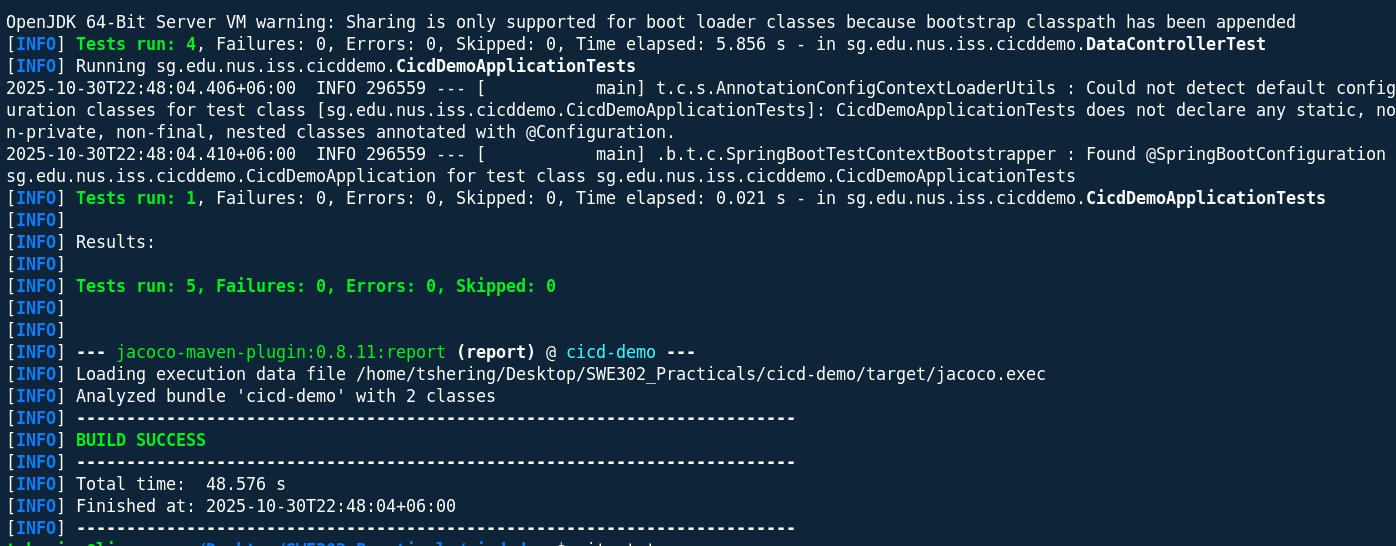 OpenJDK 64-Bit Server VM warning: Sharing is only supported for boot loader classes because bootstrap classpath has been appended
[INFO] Tests run: 4, Failures: 0, Errors: 0, Skipped: 0, Time elapsed: 5.856 s - in sg.edu.nus.iss.cicddemo.DataControllerTest
[INFO] Running sg.edu.nus.iss.cicddemo.CicdDemoApplicationTests
2025-10-30T22:48:04.406+06:00  INFO 296559 --- [           main] t.c.s.AnnotationConfigContextLoaderUtils : Could not detect default config
uration classes for test class [sg.edu.nus.iss.cicddemo.CicdDemoApplicationTests]: CicdDemoApplicationTests does not declare any static, no
n-private, non-final, nested classes annotated with @Configuration.
2025-10-30T22:48:04.410+06:00  INFO 296559 --- [           main] .b.t.c.SpringBootTestContextBootstrapper : Found @SpringBootConfiguration
sg.edu.nus.iss.cicddemo.CicdDemoApplication for test class sg.edu.nus.iss.cicddemo.CicdDemoApplicationTests
[INFO] Tests run: 1, Failures: 0, Errors: 0, Skipped: 0, Time elapsed: 0.021 s - in sg.edu.nus.iss.cicddemo.CicdDemoApplicationTests
[INFO]
[INFO] Results:
[INFO]
[INFO] Tests run: 5, Failures: 0, Errors: 0, Skipped: 0
[INFO]
[INFO]
[INFO] --- jacoco-maven-plugin:0.8.11:report (report) @ cicd-demo ---
[INFO] Loading execution data file /home/tshering/Desktop/SWE302_Practicals/cicd-demo/target/jacoco.exec
[INFO] Analyzed bundle 'cicd-demo' with 2 classes
[INFO] ------------------------------------------------------------------------
[INFO] BUILD SUCCESS
[INFO] ------------------------------------------------------------------------
[INFO] Total time:  48.576 s
[INFO] Finished at: 2025-10-30T22:48:04+06:00
[INFO] ------------------------------------------------------------------------